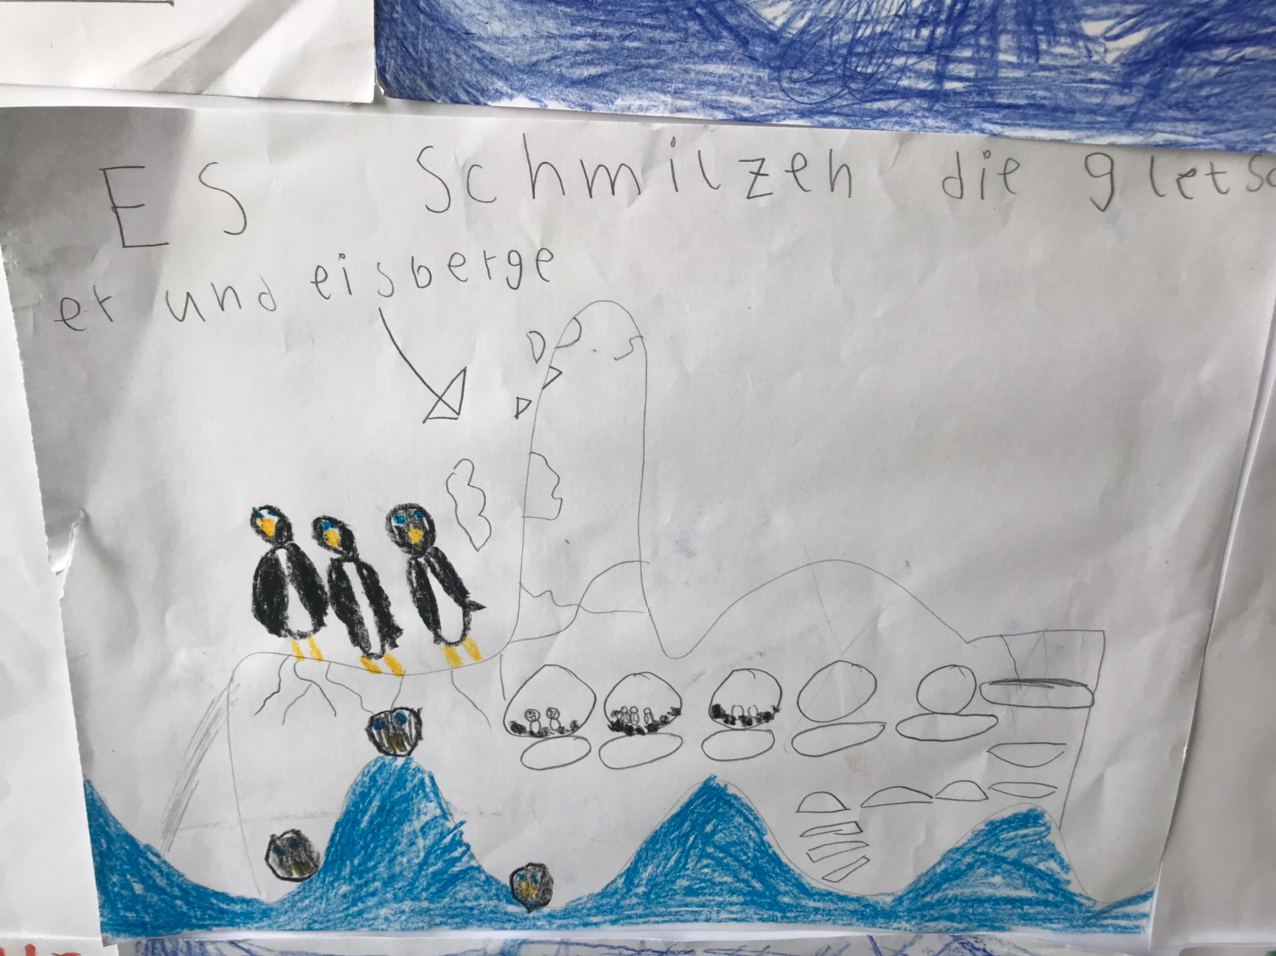 ES schmilzen die gletsc
er und eisberge